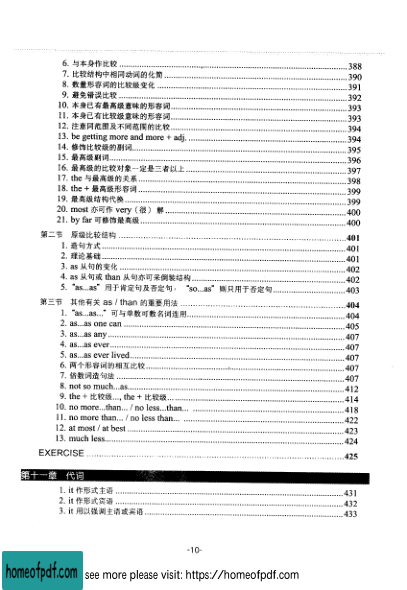 6. 与本身作比较 388
7. 比较结构中相同动词的化简 390
8. 数量形容词的比较级变化 391
9. 避免错误比较 392
10. 本身已有最高级意味的形容词 393
11. 本身已有比较级意味的形容词 393
12. 注意同范围及不同范围的比较 394
13. be getting more and more + adj. 394
14. 修饰比较级的副词 395
15. 最高级副词 396
16. 最高级的比较对象一定是三者以上 397
17. the 与最高级的关系 398
18. the + 最高级形容词 399
19. 最高级结构代换 399
20. most 亦可作 very（很）解 400
21. by far 可修饰最高级 400
第二节 原级比较结构 401
1. 造句方式 401
2. 理论基础 401
3. as 从句的变化 402
4. as 从句或 than 从句亦可采倒装结构 402
5. “as...as”用于肯定句及否定句，“so...as”则只用于否定句 403
第三节 其他有关 as / than 的重要用法 404
1. “as...as...”可与单数可数名词连用 404
2. as...as one can 405
3. as...as any 407
4. as...as ever 407
5. as...as ever lived 407
6. 两个形容词的相互比较 407
7. 倍数词造句法 407
8. not so much...as 412
9. the + 比较级..., the + 比较级 414
10. no more...than... / no less...than... 418
11. no more than... / no less than... 422
12. at most / at best 423
13. much less 424
EXERCISE 425
第十一章 代词
1. it 作形式主语 431
2. it 作形式宾语 432
3. it 用以强调主语或宾语 433
-10-
homeofpdf.com see more please visit: https://homeofpdf.com